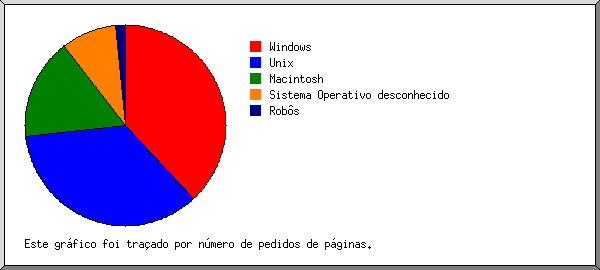 Windows
Unix
Macintosh
Sistema Operativo desconhecido
Robôs
Este gráfico foi traçado por número de pedidos de páginas.